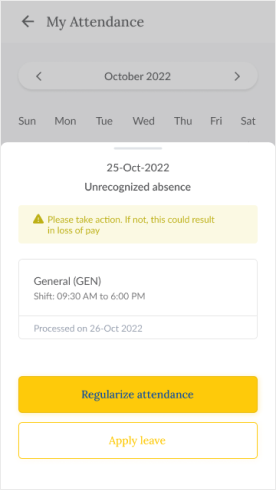 My Attendance
October 2022
Sun Mon Tue Wed Thu Fri Sat
25-Oct-2022
Unrecognized absence
Please take action. If not, this could result
in loss of pay
General (GEN)
Shift: 09:30 AM to 6:00 PM
Processed on 26-Oct 2022
Regularize attendance
Apply leave